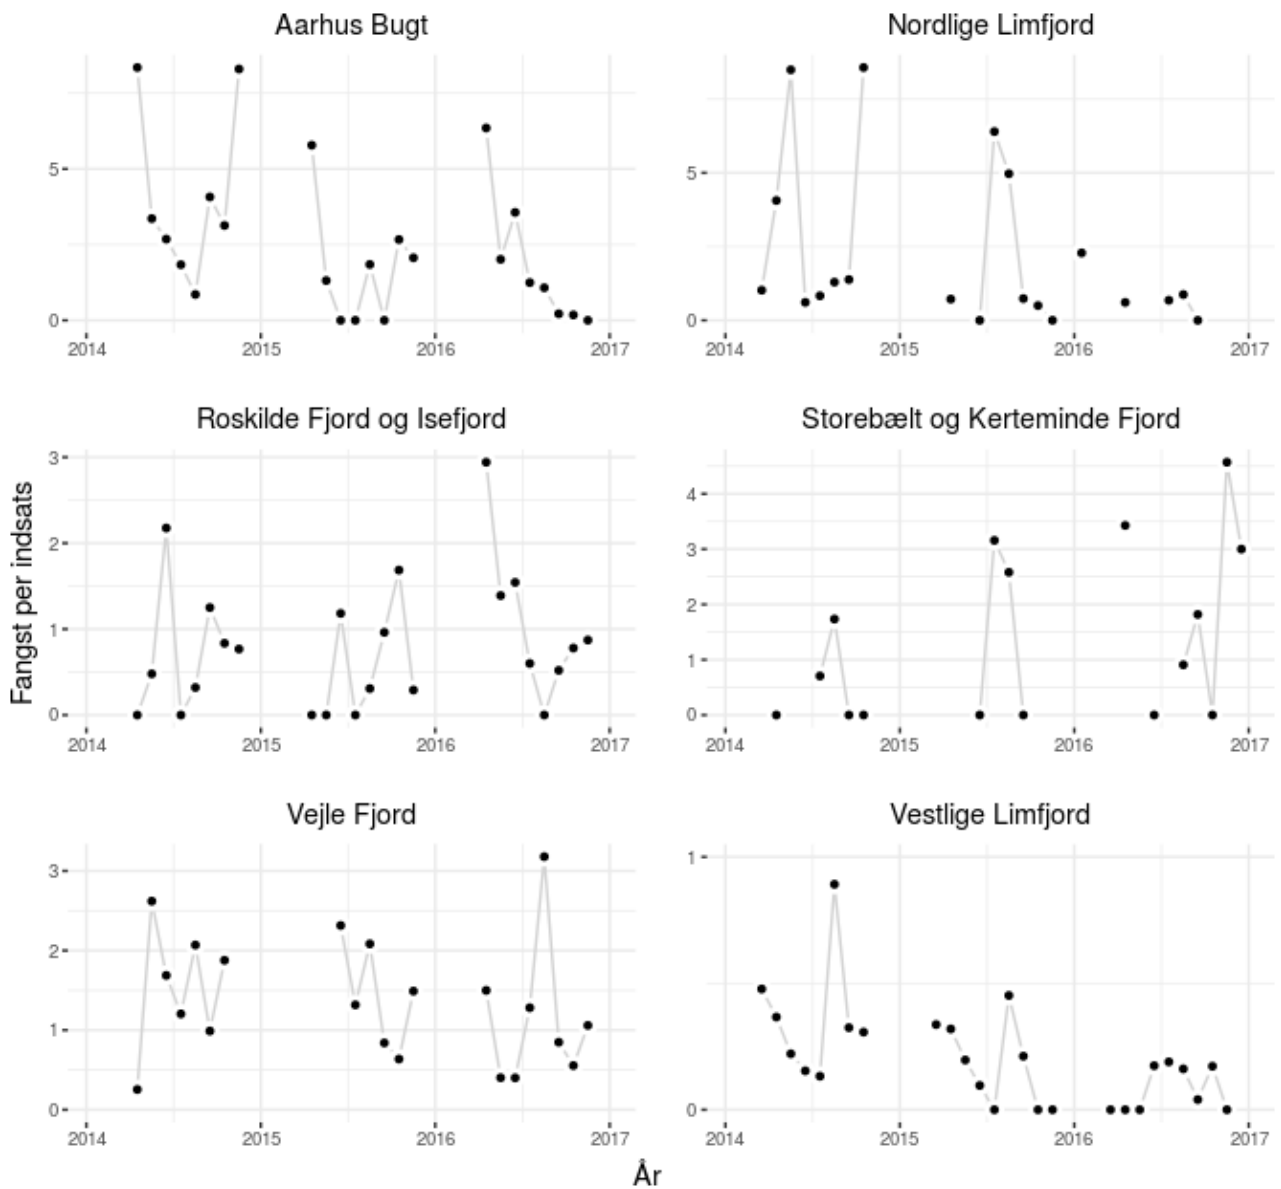 Aarhus Bugt
Nordlige Limfjord
5
0
2014 2015 2016 2017
5
0
2014 2015 2016 2017
Roskilde Fjord og Isefjord
Storebælt og Kerteminde Fjord
Fangst per indsats
3
2
1
0
2014 2015 2016 2017
4
3
2
1
0
2014 2015 2016 2017
Vejle Fjord
Vestlige Limfjord
3
2
1
0
2014 2015 2016 2017
1
0
2014 2015 2016 2017
År